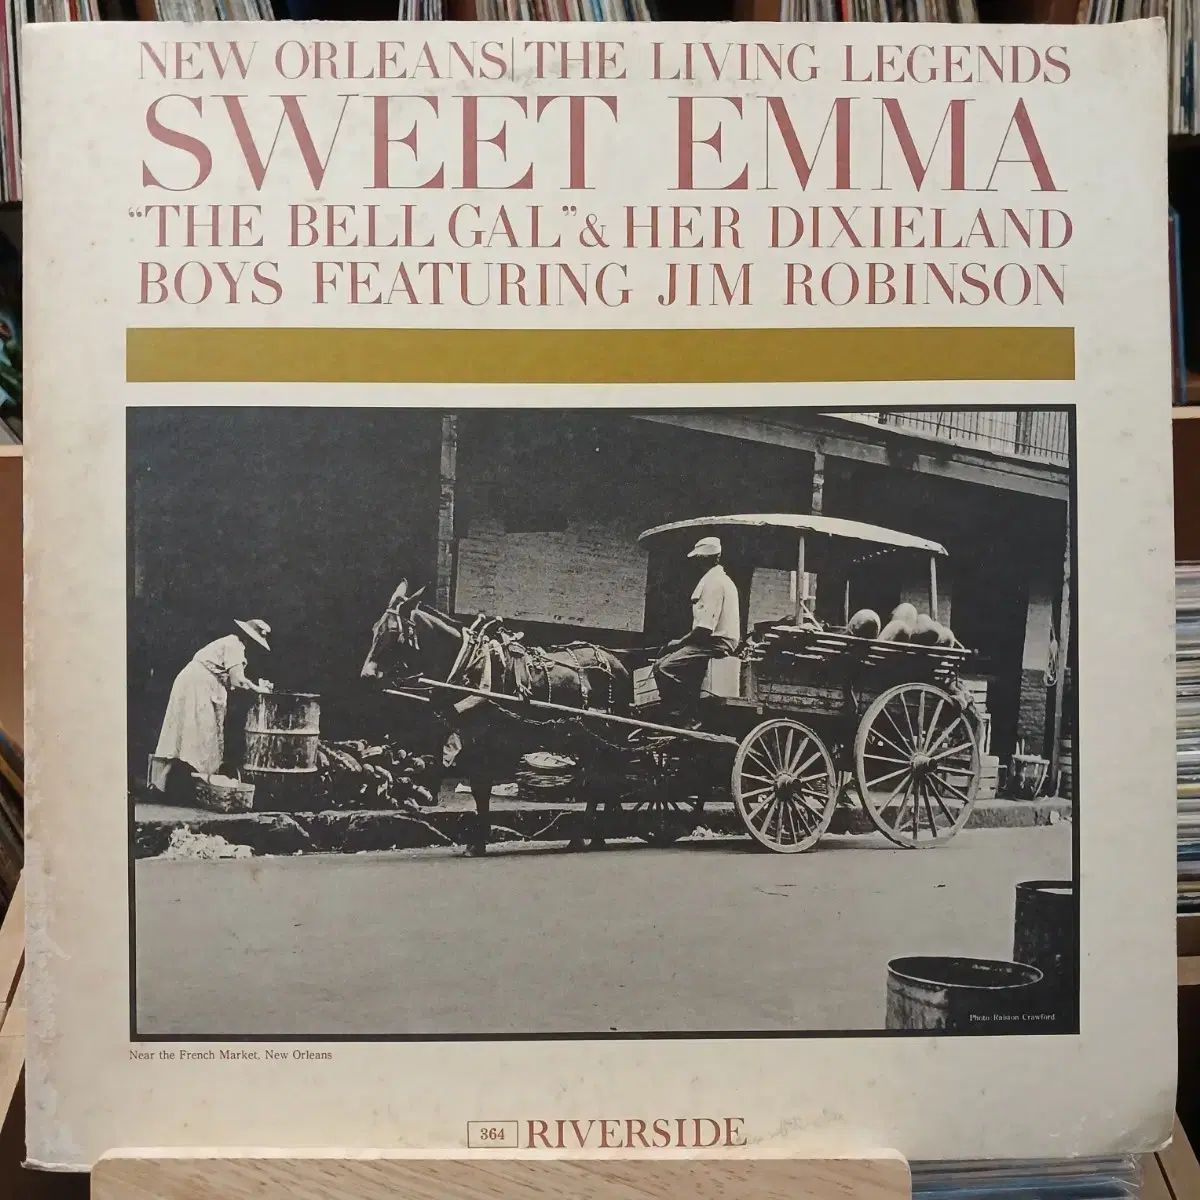 NEW ORLEANS|THE LIVING LEGENDS
SWEET EMMA
“THE BELL GAL” & HER DIXIELAND
BOYS FEATURING JIM ROBINSON
Photo: Ralston Crawford
Near the French Market, New Orleans
364 RIVERSIDE